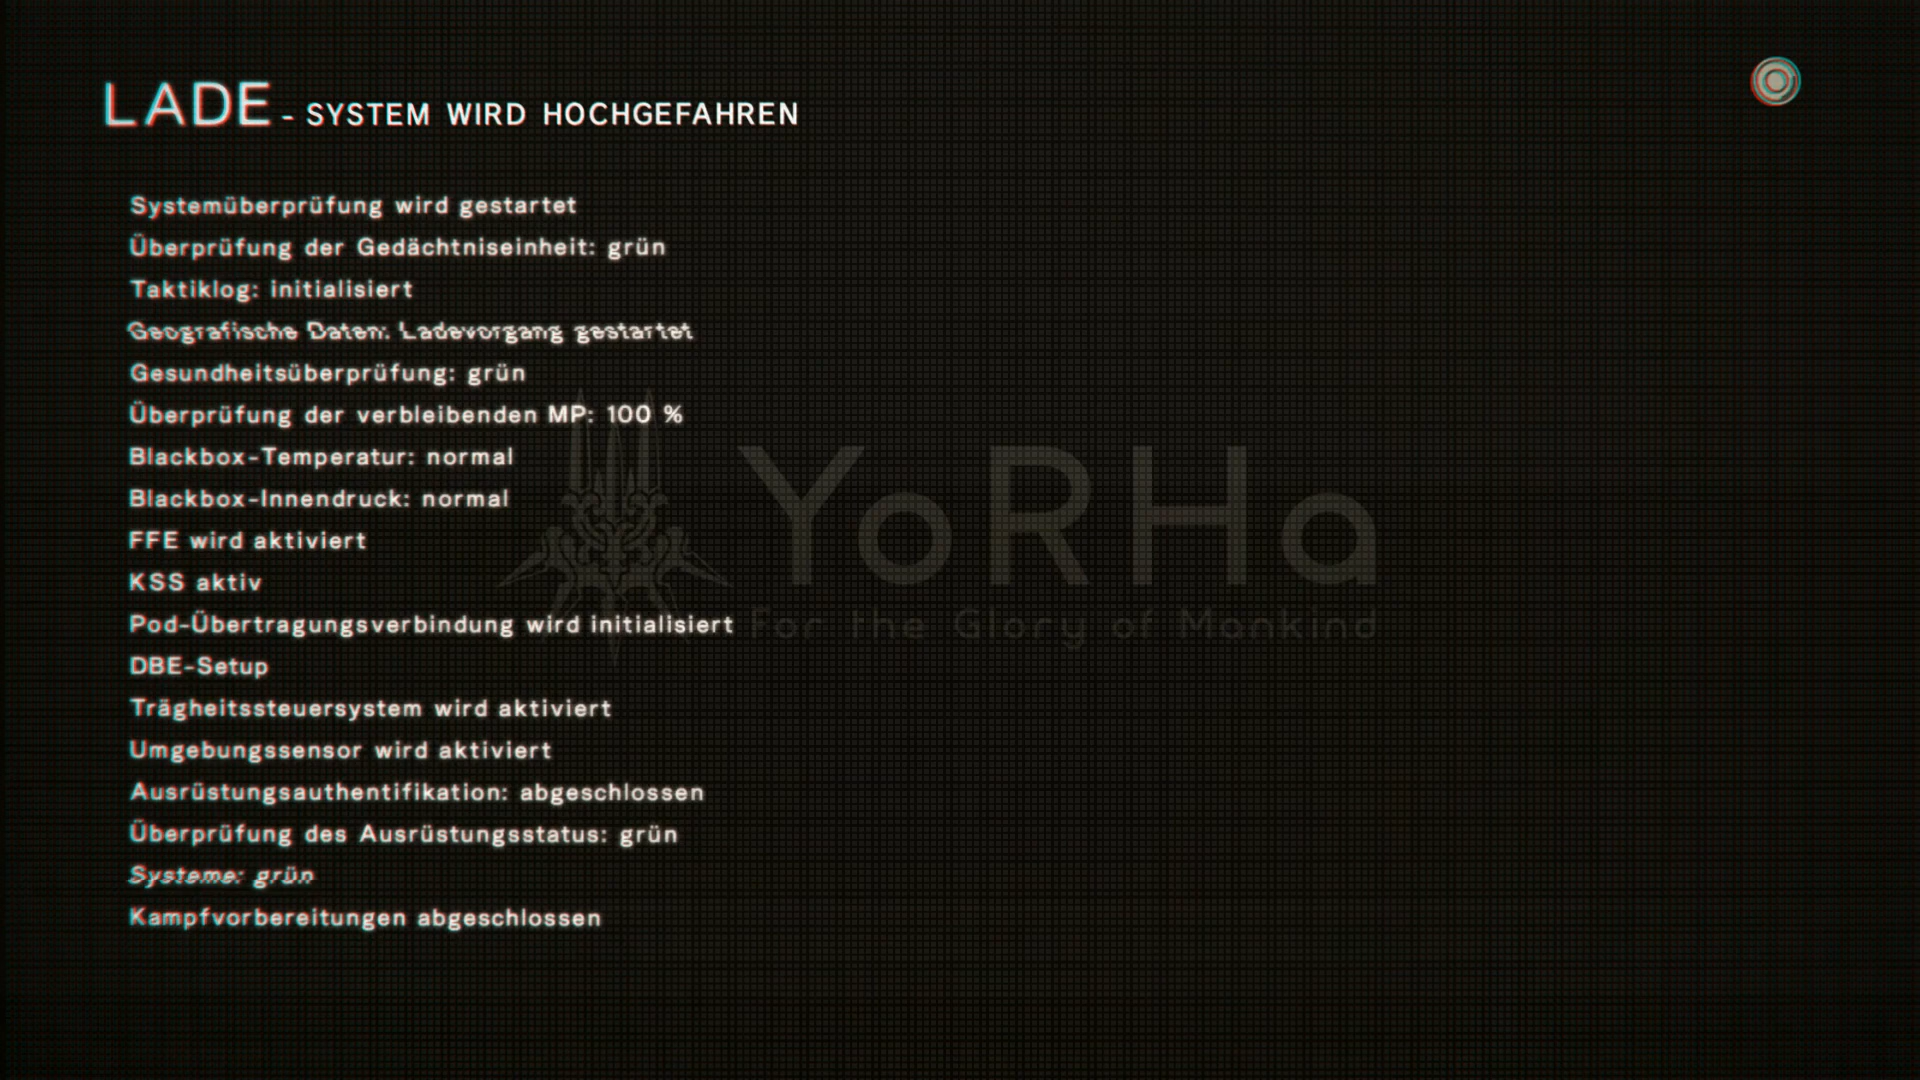 LADE - SYSTEM WIRD HOCHGEFAHREN
Systemüberprüfung wird gestartet
Überprüfung der Gedächtniseinheit: grün
Taktiklog: initialisiert
Geografische Daten: Ladevorgang gestartet
Gesundheitsüberprüfung: grün
Überprüfung der verbleibenden MP: 100 %
Blackbox-Temperatur: normal
Blackbox-Innendruck: normal
FFE wird aktiviert
KSS aktiv
Pod-Übertragungsverbindung wird initialisiert
DBE-Setup
Trägheitssteuersystem wird aktiviert
Umgebungssensor wird aktiviert
Ausrüstungsauthentifikation: abgeschlossen
Überprüfung des Ausrüstungsstatus: grün
Systeme: grün
Kampfvorbereitungen abgeschlossen
YoRHa
For the Glory of Mankind